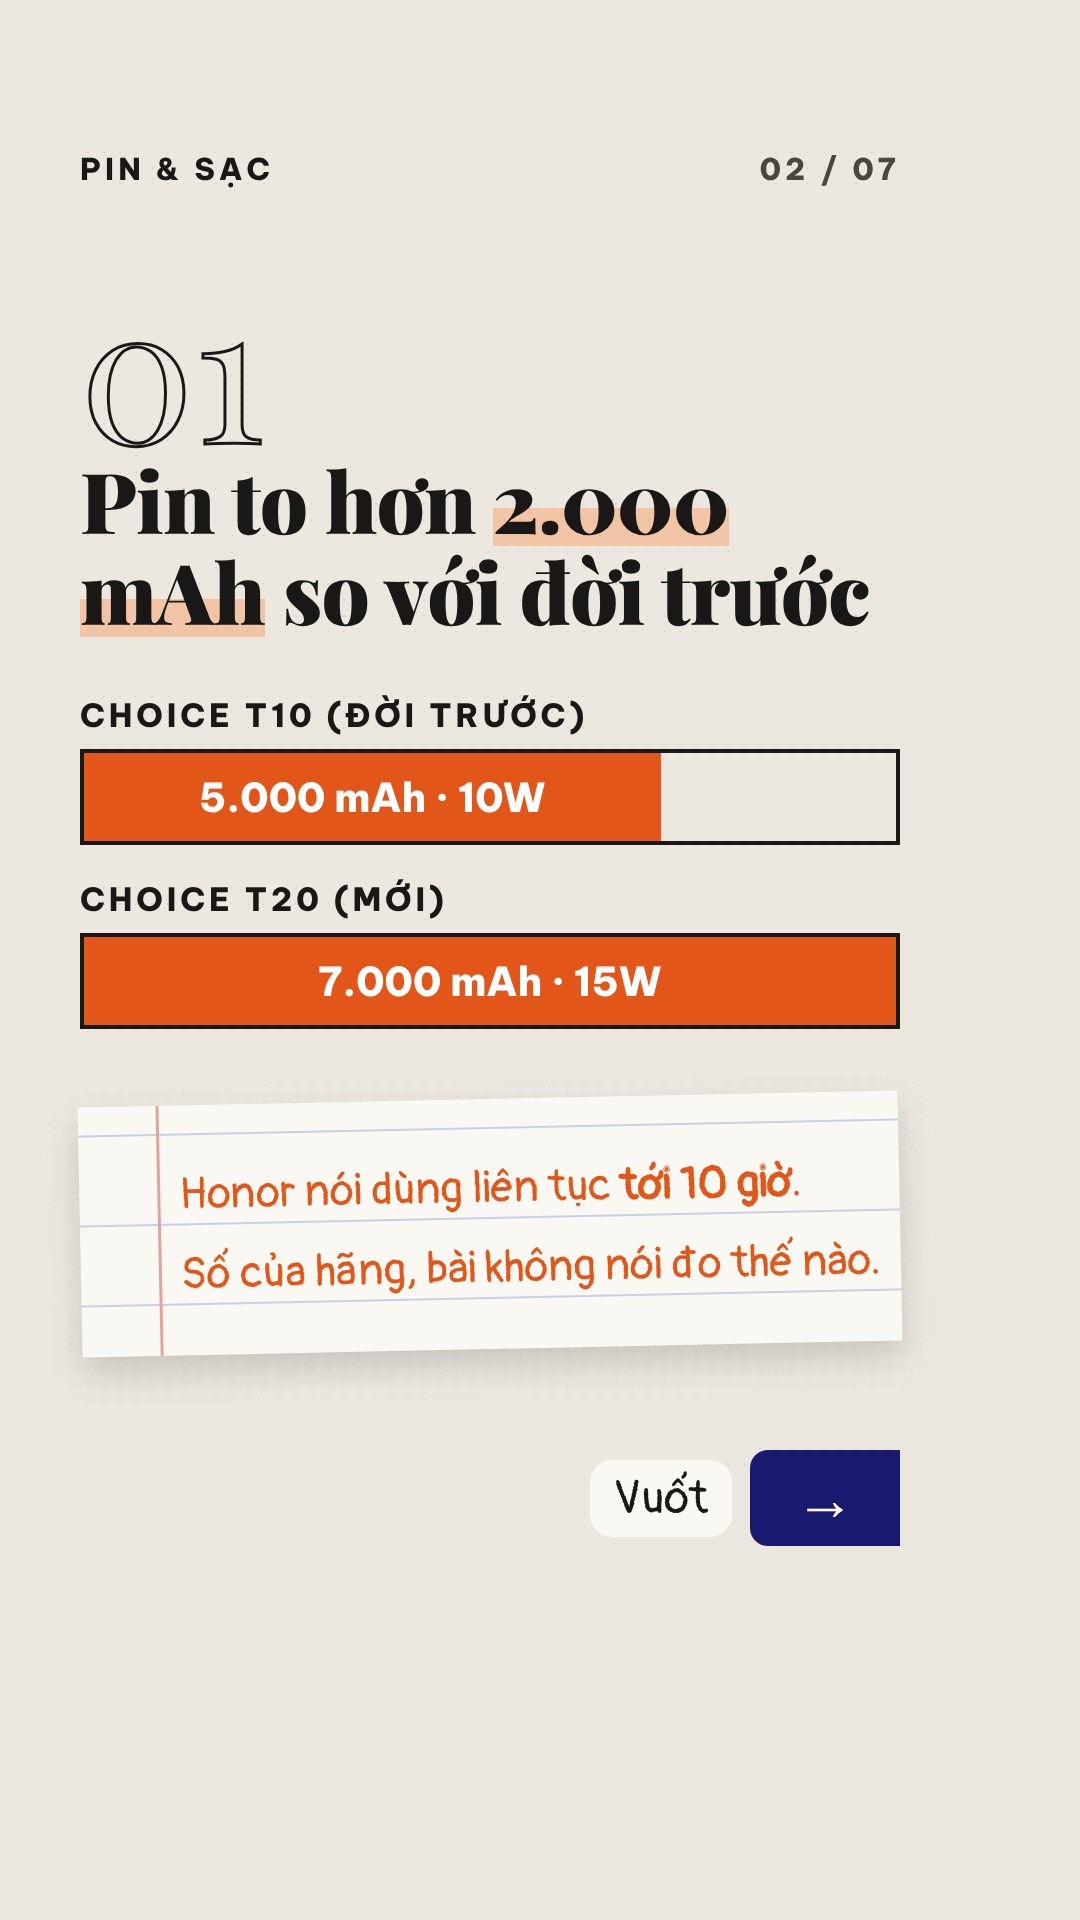 PIN & SẠC
02 / 07
01
Pin to hơn 2.000
mAh so với đời trước
CHOICE T10 (ĐỜI TRƯỚC)
5.000 mAh · 10W
CHOICE T20 (MỚI)
7.000 mAh · 15W
Honor nói dùng liên tục tới 10 giờ.
Số của hãng, bài không nói đo thế nào.
Vuốt →